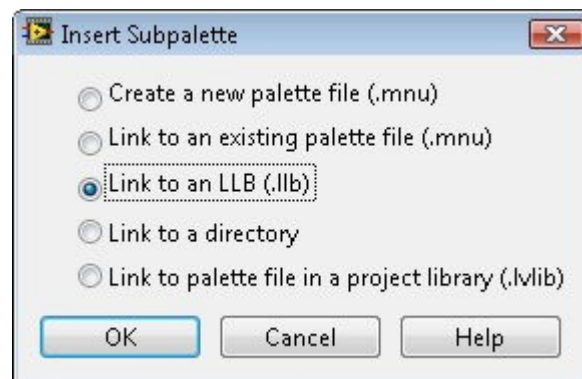 Insert Subpalette
Create a new palette file (.mnu)
Link to an existing palette file (.mnu)
Link to an LLB (.llb)
Link to a directory
Link to palette file in a project library (.lvlib)
OK Cancel Help